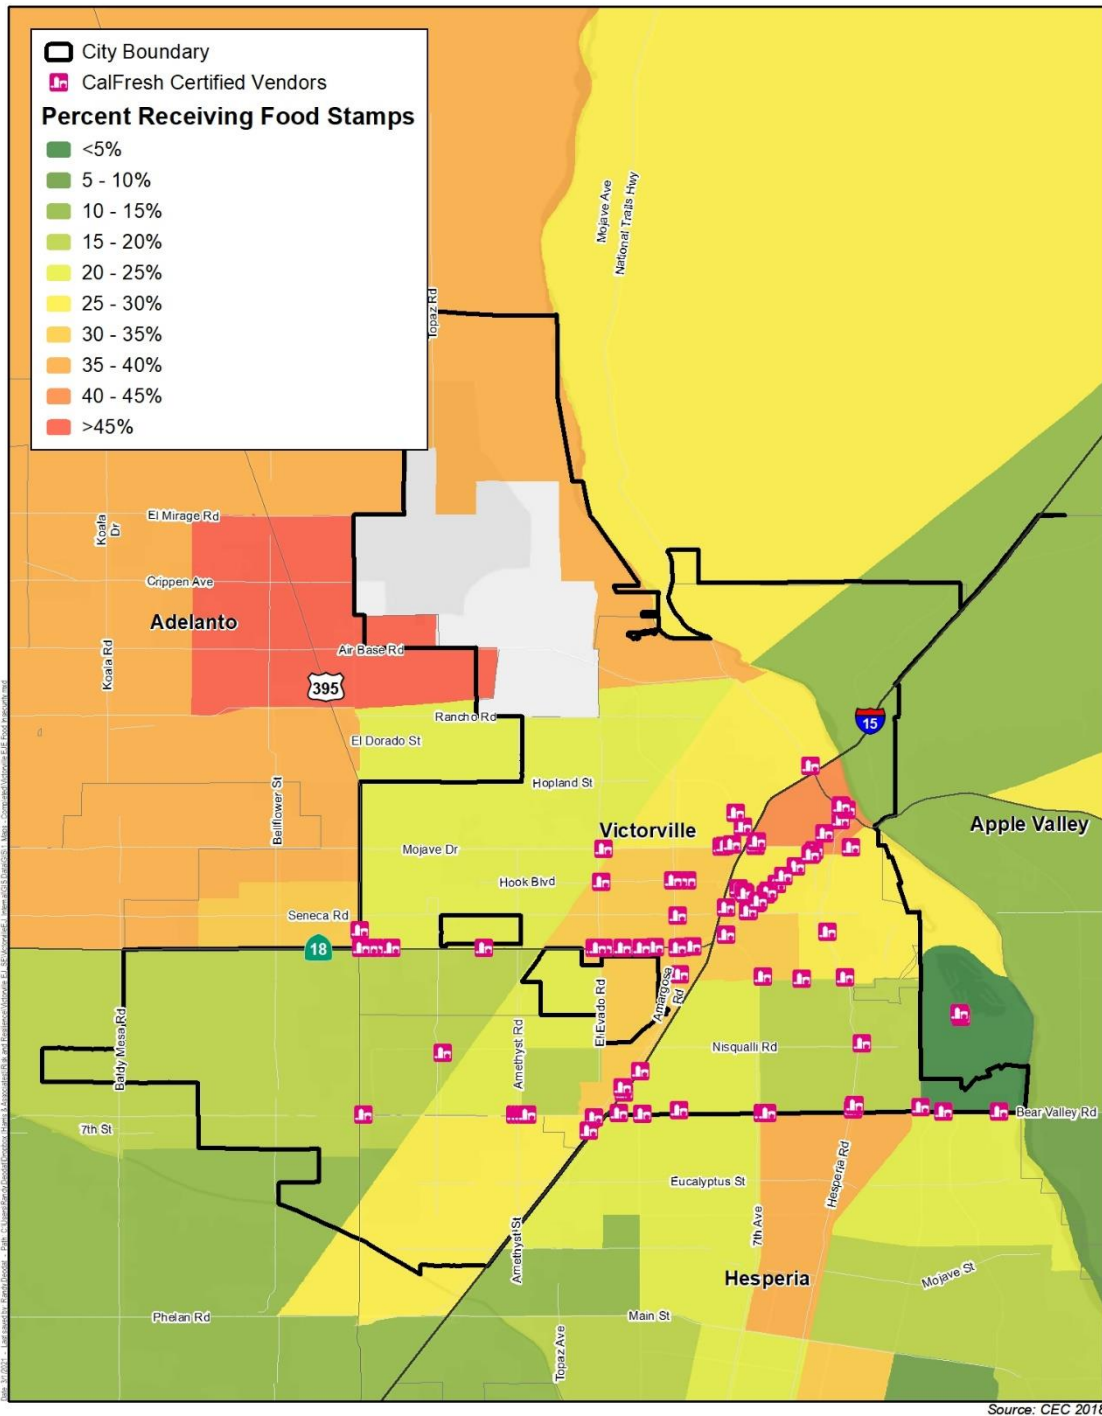 City Boundary
CalFresh Certified Vendors
Percent Receiving Food Stamps
<5%
5 - 10%
10 - 15%
15 - 20%
20 - 25%
25 - 30%
30 - 35%
35 - 40%
40 - 45%
>45%
Mojave Ave
National Trails Hwy
Topaz Rd
El Mirage Rd
Koala Dr
Crippen Ave
Adelanto
Koala Rd
Air Base Rd
395
Rancho Rd
15
El Dorado St
Hopland St
Bellflower St
Victorville
Apple Valley
Mojave Dr
Hook Blvd
Seneca Rd
18
Amargosa Rd
El Evado Rd
Baldy Mesa Rd
Amethyst Rd
Nisqualli Rd
7th St
Bear Valley Rd
Eucalyptus St
Hesperia Rd
7th Ave
Amethyst St
Hesperia
Mojave St
Phelan Rd
Main St
Topaz Ave
Source: CEC 2018